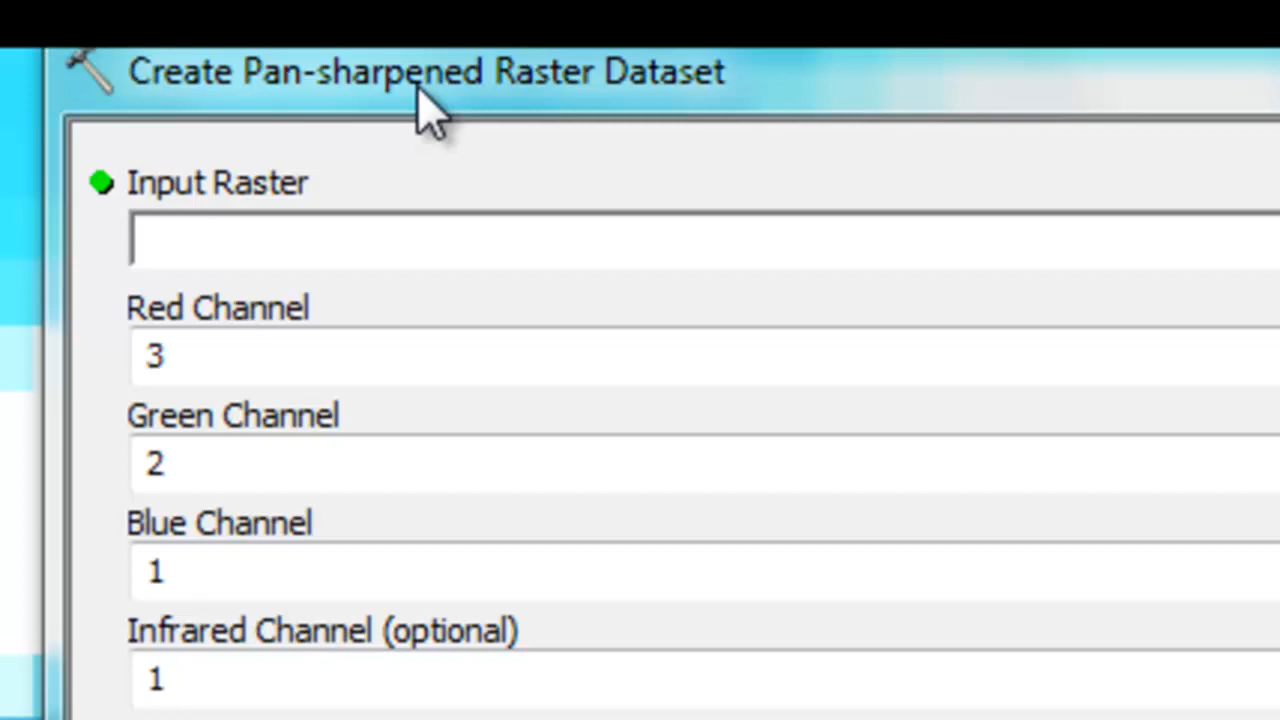 Create Pan-sharpened Raster Dataset
Input Raster
Red Channel
3
Green Channel
2
Blue Channel
1
Infrared Channel (optional)
1